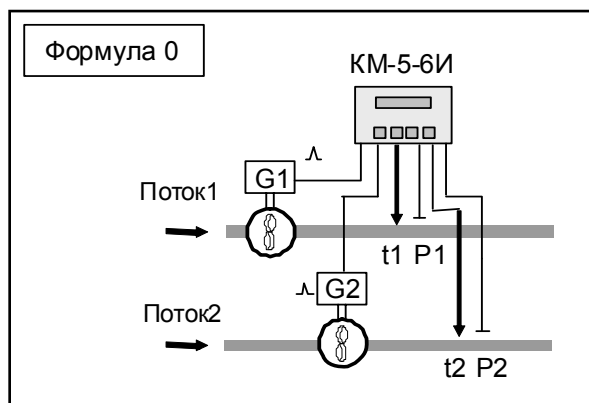 Формула 0
КМ-5-6И
G1
Поток1
t1 P1
G2
Поток2
t2 P2